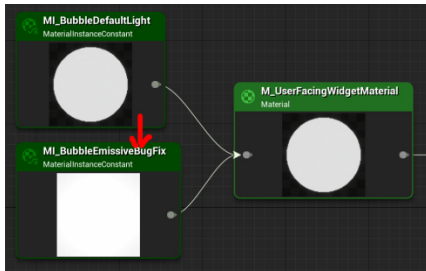 MI_BubbleDefaultLight
MaterialInstanceConstant
M_UserFacingWidgetMaterial
Material
MI_BubbleEmissiveBugFix
MaterialInstanceConstant